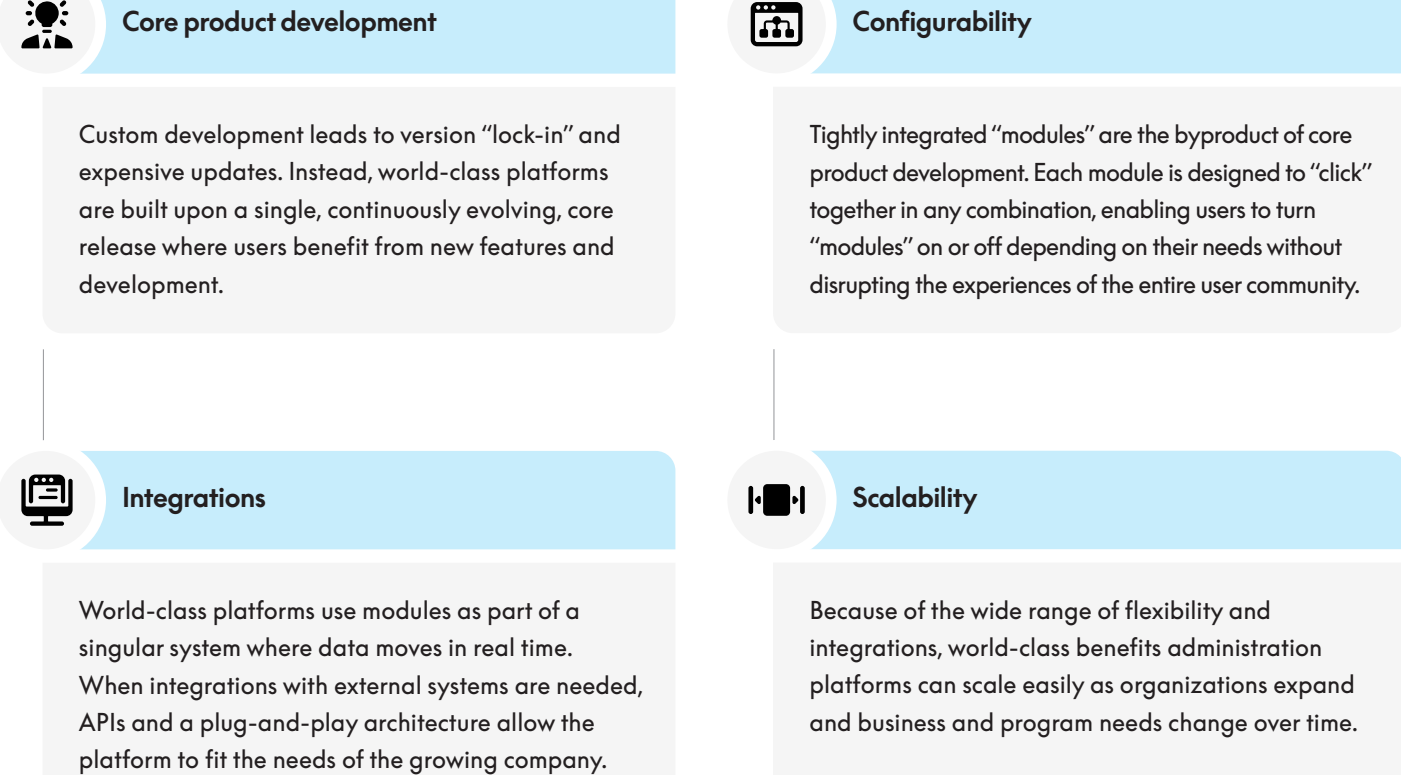 Core product development
Custom development leads to version “lock-in” and
expensive updates. Instead, world-class platforms
are built upon a single, continuously evolving, core
release where users benefit from new features and
development.
Configurability
Tightly integrated “modules” are the byproduct of core
product development. Each module is designed to “click”
together in any combination, enabling users to turn
“modules” on or off depending on their needs without
disrupting the experiences of the entire user community.
Integrations
World-class platforms use modules as part of a
singular system where data moves in real time.
When integrations with external systems are needed,
APIs and a plug-and-play architecture allow the
platform to fit the needs of the growing company.
Scalability
Because of the wide range of flexibility and
integrations, world-class benefits administration
platforms can scale easily as organizations expand
and business and program needs change over time.